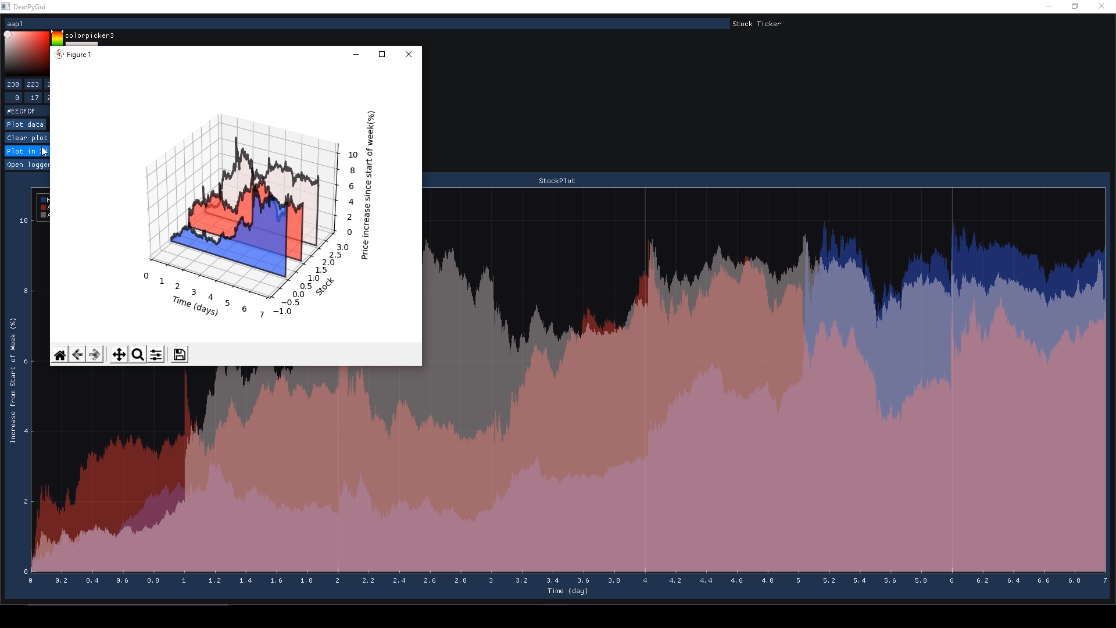 DearPyGui
aapl
Stock Ticker
colorpicker3
Figure 1
#EEDFDF
Plot data
Clear plot
Plot in
Open logger
Price increase since start of week(%)
10
8
6
4
2
0
3.0
2.5
2.0
1.5
1.0
0.5
0.0
−0.5
−1.0
Stock
0
1
2
3
4
5
6
7
Time (days)
StockPlot
10
8
6
4
2
0
Increase from Start of Week (%)
0 0.2 0.4 0.6 0.8 1 1.2 1.4 1.6 1.8 2 2.2 2.4 2.6 2.8 3 3.2 3.4 3.6 3.8 4 4.2 4.4 4.6 4.8 5 5.2 5.4 5.6 5.8 6 6.2 6.4 6.6 6.8 7
Time (day)